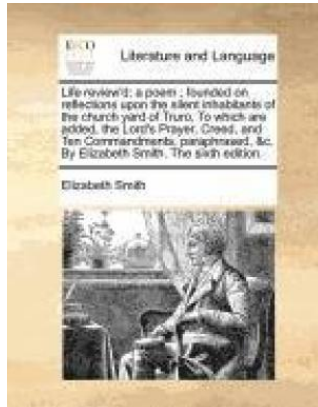 ECCO
Literature and Language
Life review'd: a poem : founded on
reflections upon the silent inhabitants of
the church yard of Truro, To which are
added, the Lord's Prayer, Creed, and
Ten Commandments, paraphrased, &c.
By Elizabeth Smith. The sixth edition.
Elizabeth Smith